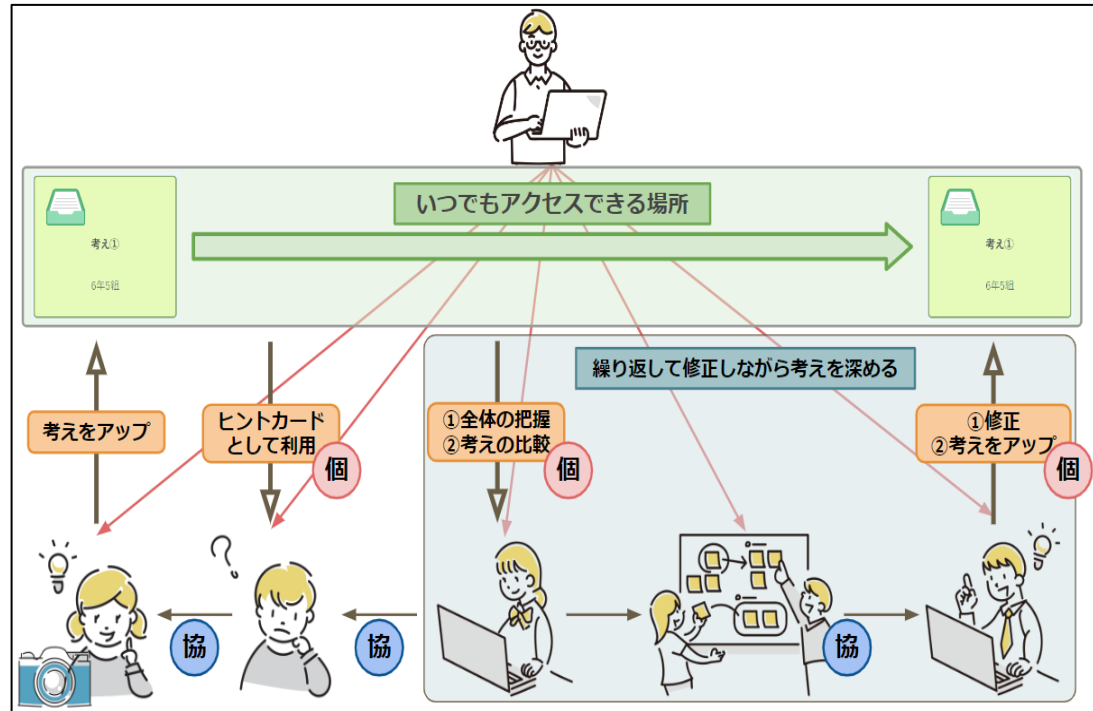 いつでもアクセスできる場所
考え①
6年5組
考え①
6年5組
繰り返して修正しながら考えを深める
考えをアップ
ヒントカード
として利用
個
①全体の把握
②考えの比較
個
①修正
②考えをアップ
個
協
協
協